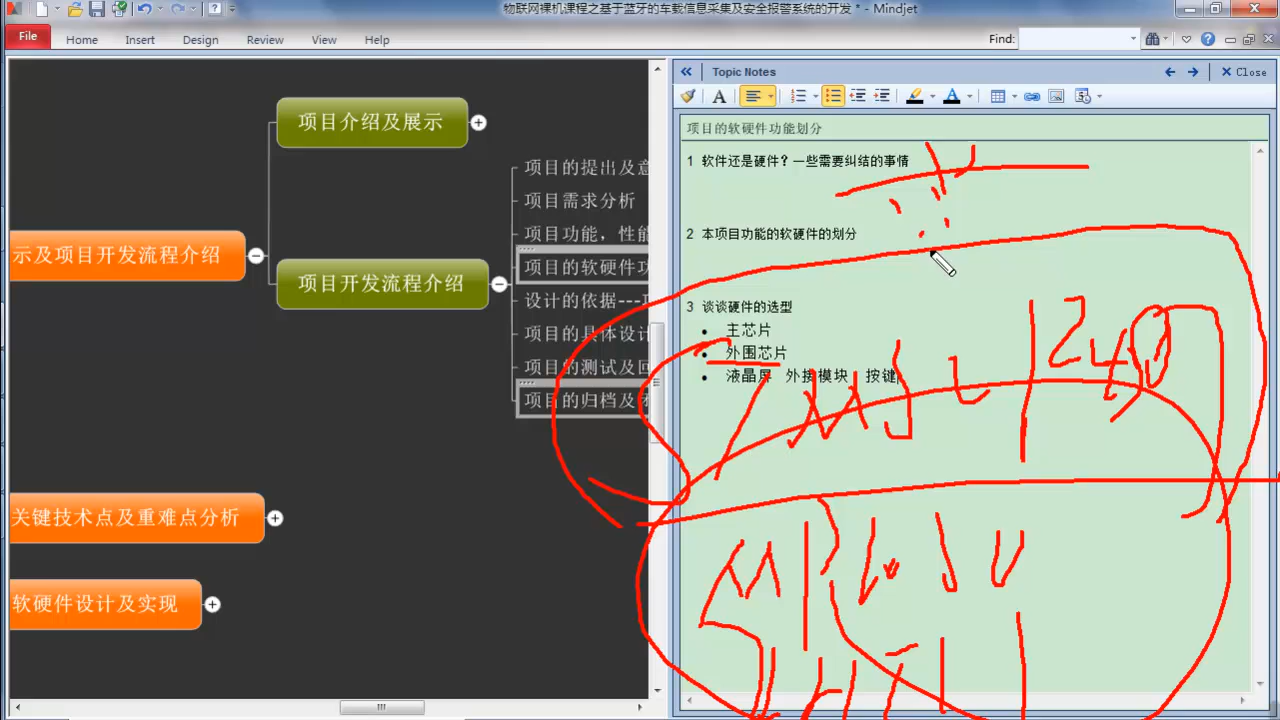 物联网裸机课程之基于蓝牙的车载信息采集及安全报警系统的开发 * - Mindjet
File Home Insert Design Review View Help Find:
Topic Notes Close
项目的软硬件功能划分
1 软件还是硬件？一些需要纠结的事情
2 本项目功能的软硬件的划分
3 谈谈硬件的选型
主芯片
外围芯片
液晶屏 外接模块 按键
项目介绍及展示
项目的提出及意
项目需求分析
项目功能，性能
示及项目开发流程介绍
项目开发流程介绍
项目的软硬件功
设计的依据---
项目的具体设计
项目的测试及回
项目的归档及
关键技术点及重难点分析
软硬件设计及实现